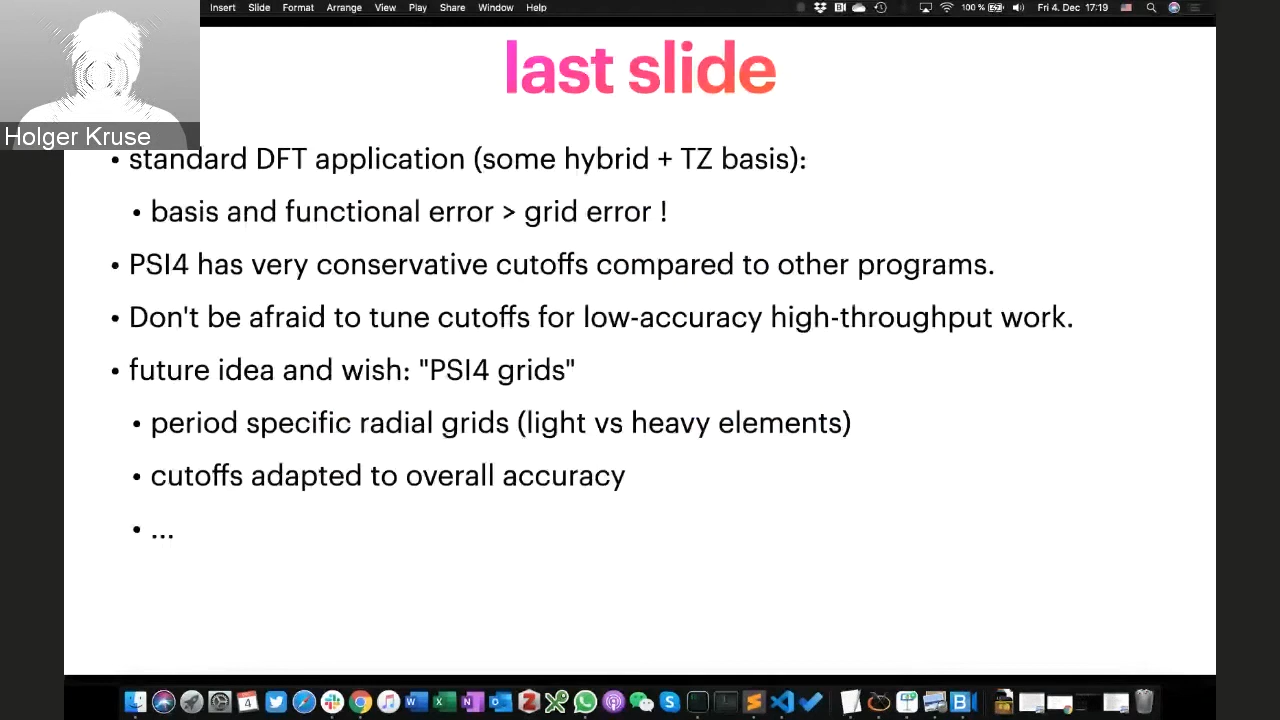 Insert Slide Format Arrange View Play Share Window Help 100 % Fri 4. Dec 17:19
last slide
Holger Kruse
• standard DFT application (some hybrid + TZ basis):
• basis and functional error > grid error !
• PSI4 has very conservative cutoffs compared to other programs.
• Don't be afraid to tune cutoffs for low-accuracy high-throughput work.
• future idea and wish: "PSI4 grids"
• period specific radial grids (light vs heavy elements)
• cutoffs adapted to overall accuracy
• ...